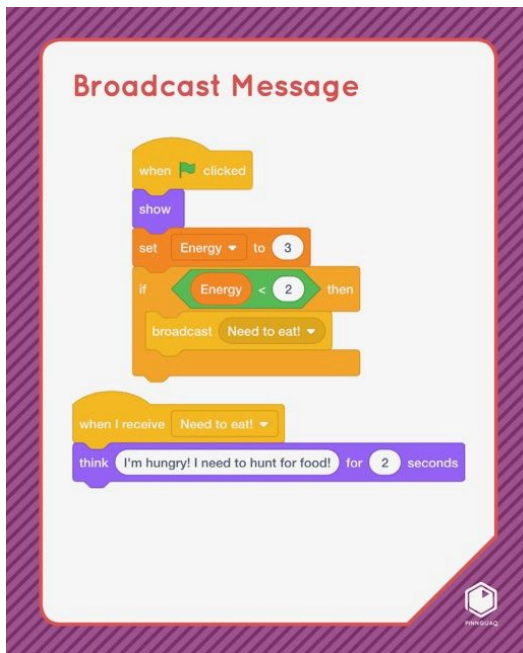 Broadcast Message
when clicked
show
set Energy to 3
if Energy < 2 then
broadcast Need to eat!
when I receive Need to eat!
think I'm hungry! I need to hunt for food! for 2 seconds
PINNGUAQ